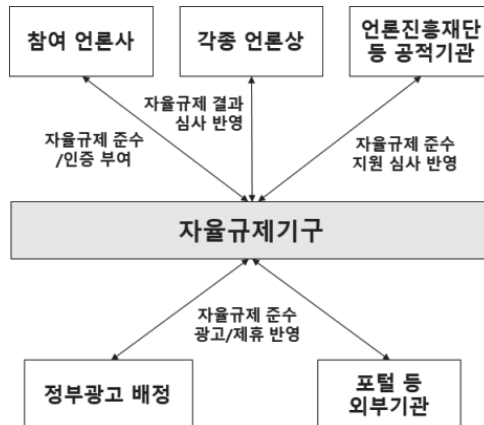 참여 언론사
각종 언론상
언론진흥재단
등 공적기관
자율규제 결과
심사 반영
자율규제 준수
/인증 부여
자율규제 준수
지원 심사 반영
자율규제기구
자율규제 준수
광고/제휴 반영
정부광고 배정
포털 등
외부기관